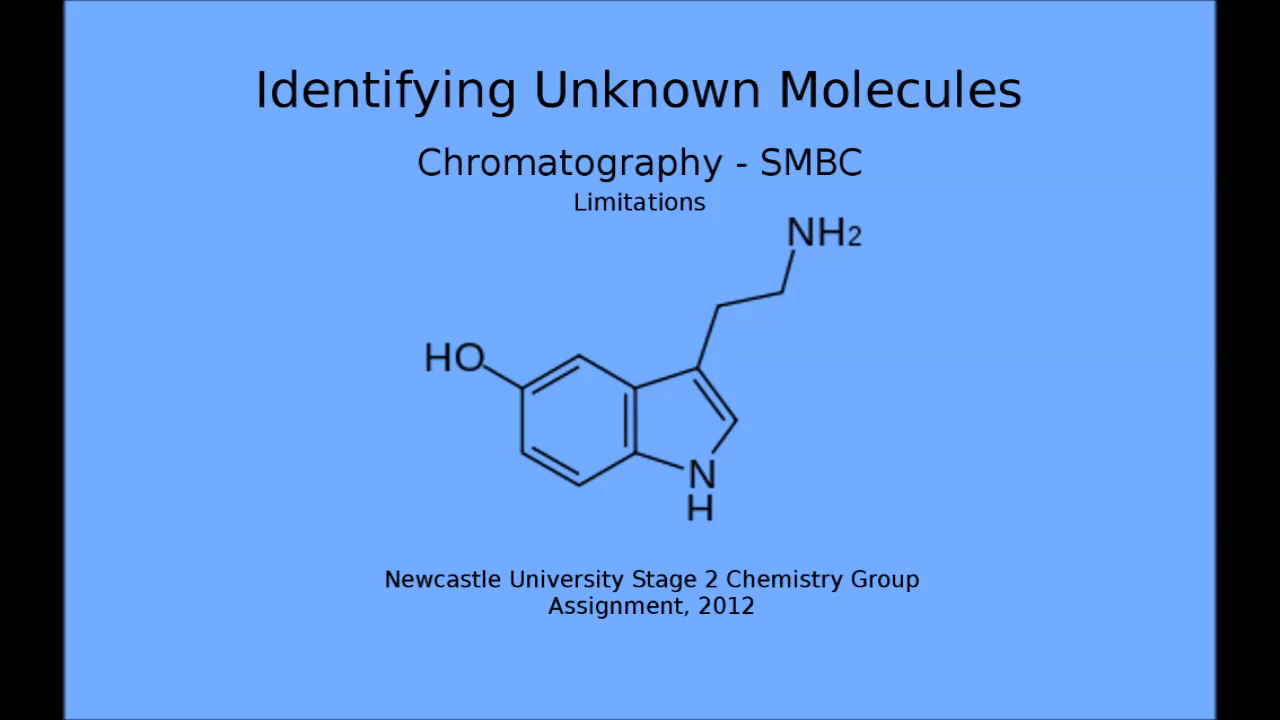 Identifying Unknown Molecules
Chromatography - SMBC
Limitations
NH2
HO
N
H
Newcastle University Stage 2 Chemistry Group
Assignment, 2012